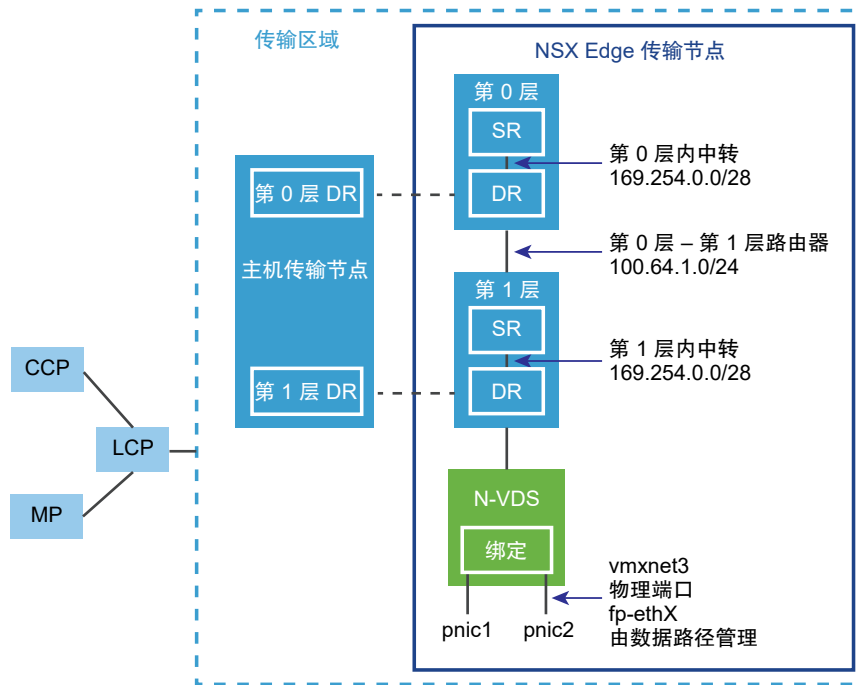 传输区域
NSX Edge 传输节点
第 0 层
SR
DR
第 0 层内中转
169.254.0.0/28
第 0 层 DR
主机传输节点
第 1 层 DR
第 0 层 – 第 1 层路由器
100.64.1.0/24
第 1 层
SR
DR
第 1 层内中转
169.254.0.0/28
CCP
LCP
MP
N-VDS
绑定
pnic1
pnic2
vmxnet3
物理端口
fp-ethX
由数据路径管理